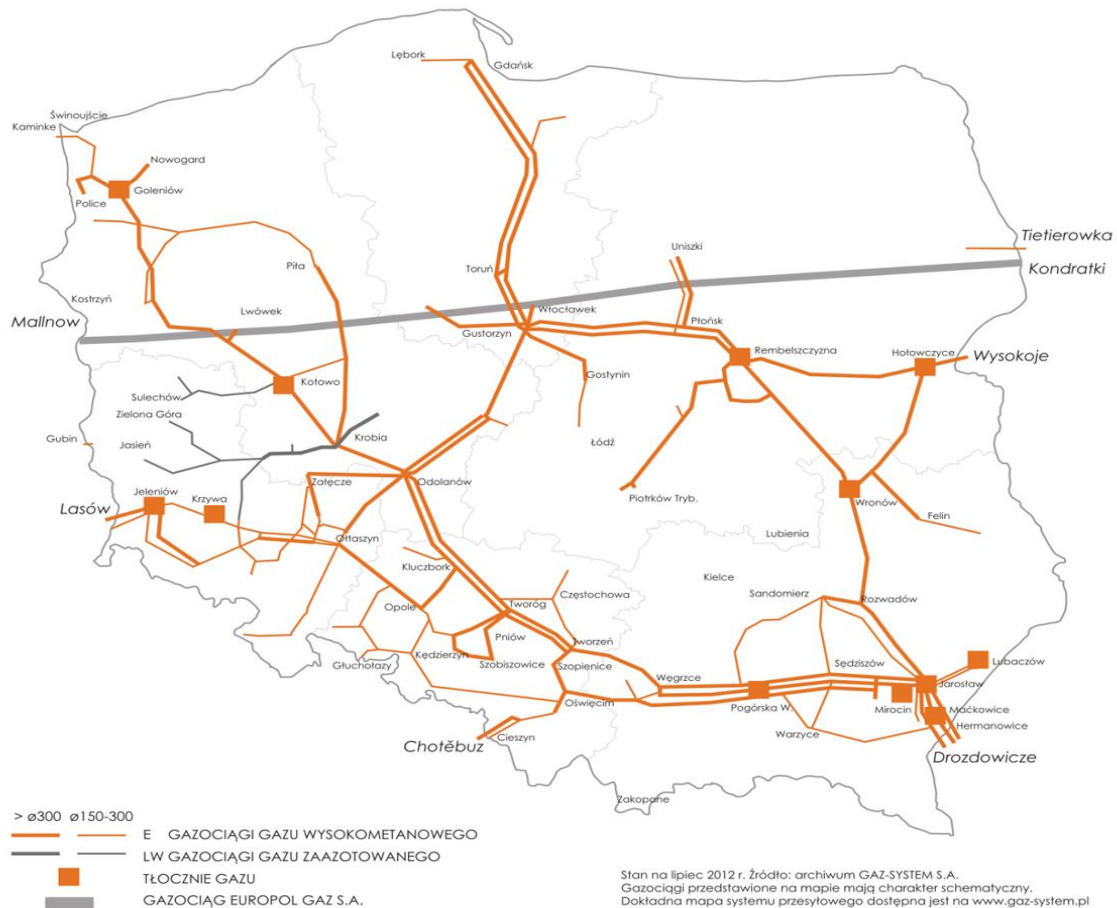 Lębork
Gdańsk
Świnoujście
Kaminke
Nowogard
Goleniów
Police
Tietierowka
Uniszki
Toruń
Piła
Kondratki
Kostrzyń
Lwówek
Włocławek
Mallnow
Płońsk
Gustorzyn
Rembelszczyzna
Hołowczyce
Wysokoje
Gostynin
Kotowo
Sulechów
Zielona Góra
Krobia
Gubin
Jasień
Łódź
Załęcze
Odolanów
Jeleniów
Krzywa
Piotrków Tryb.
Wronów
Lasów
Felin
Lubienia
Ołtaszyn
Kluczbork
Kielce
Częstochowa
Sandomierz
Rozwadów
Opole
Tworóg
Pniów
Tworzeń
Kędzierzyn
Głuchołazy
Szobiszowice
Szopienice
Sędziszów
Lubaczów
Węgrzce
Jarosław
Oświęcim
Pogórska W.
Mirocin
Maćkowice
Hermanowice
Cieszyn
Warzyce
Chotěbuz
Drozdowicze
Zakopane
> ø300 ø150-300
E GAZOCIĄGI GAZU WYSOKOMETANOWEGO
LW GAZOCIĄGI GAZU ZAAZOTOWANEGO
TŁOCZNIE GAZU
GAZOCIĄG EUROPOL GAZ S.A.
Stan na lipiec 2012 r. Źródło: archiwum GAZ-SYSTEM S.A.
Gazociągi przedstawione na mapie mają charakter schematyczny.
Dokładna mapa systemu przesyłowego dostępna jest na www.gaz-system.pl